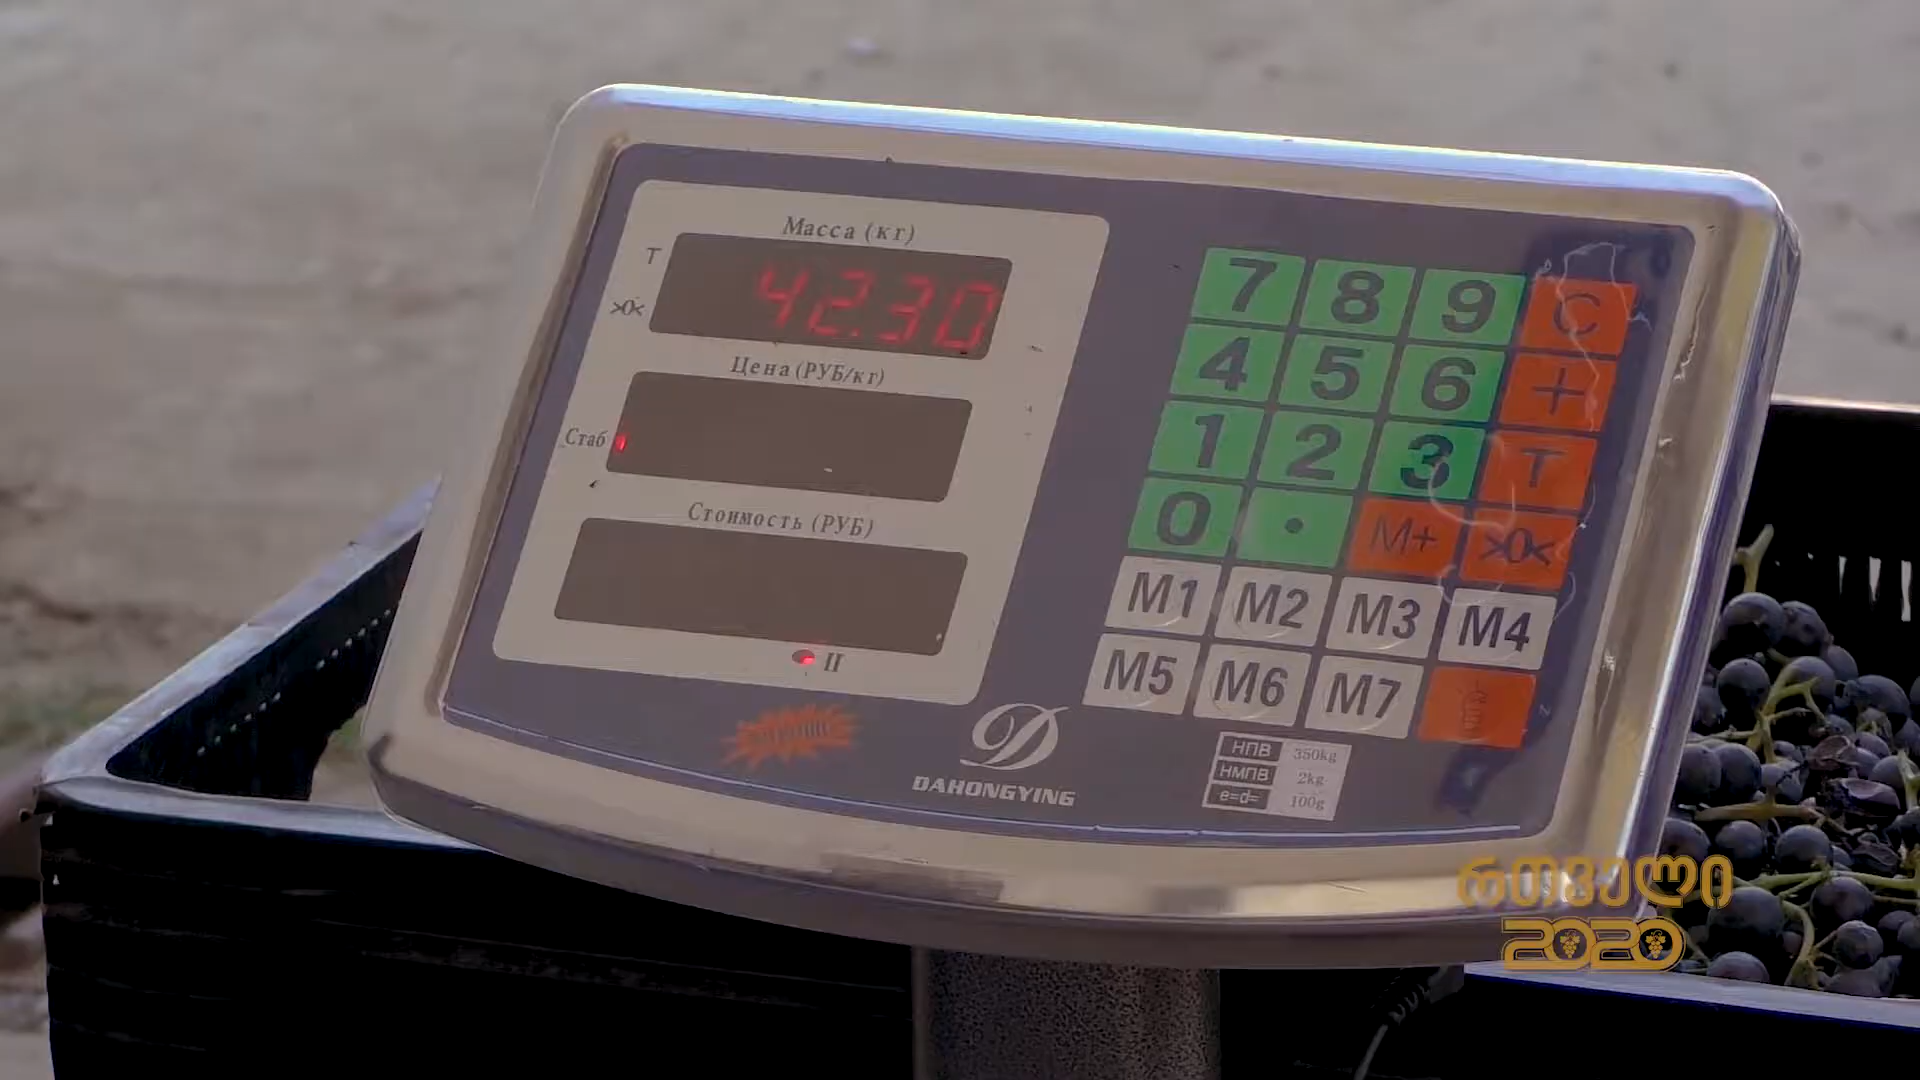 Масса (кг)
T
>0<
42.30
Цена (РУБ/кг)
Стаб
Стоимость (РУБ)
II
7 8 9 C
4 5 6 +
1 2 3 T
0 . M+ >0<
M1 M2 M3 M4
M5 M6 M7
D
DAHONGYING
НПВ 350kg
НМПВ 2kg
e=d= 100g
რთველი
2020